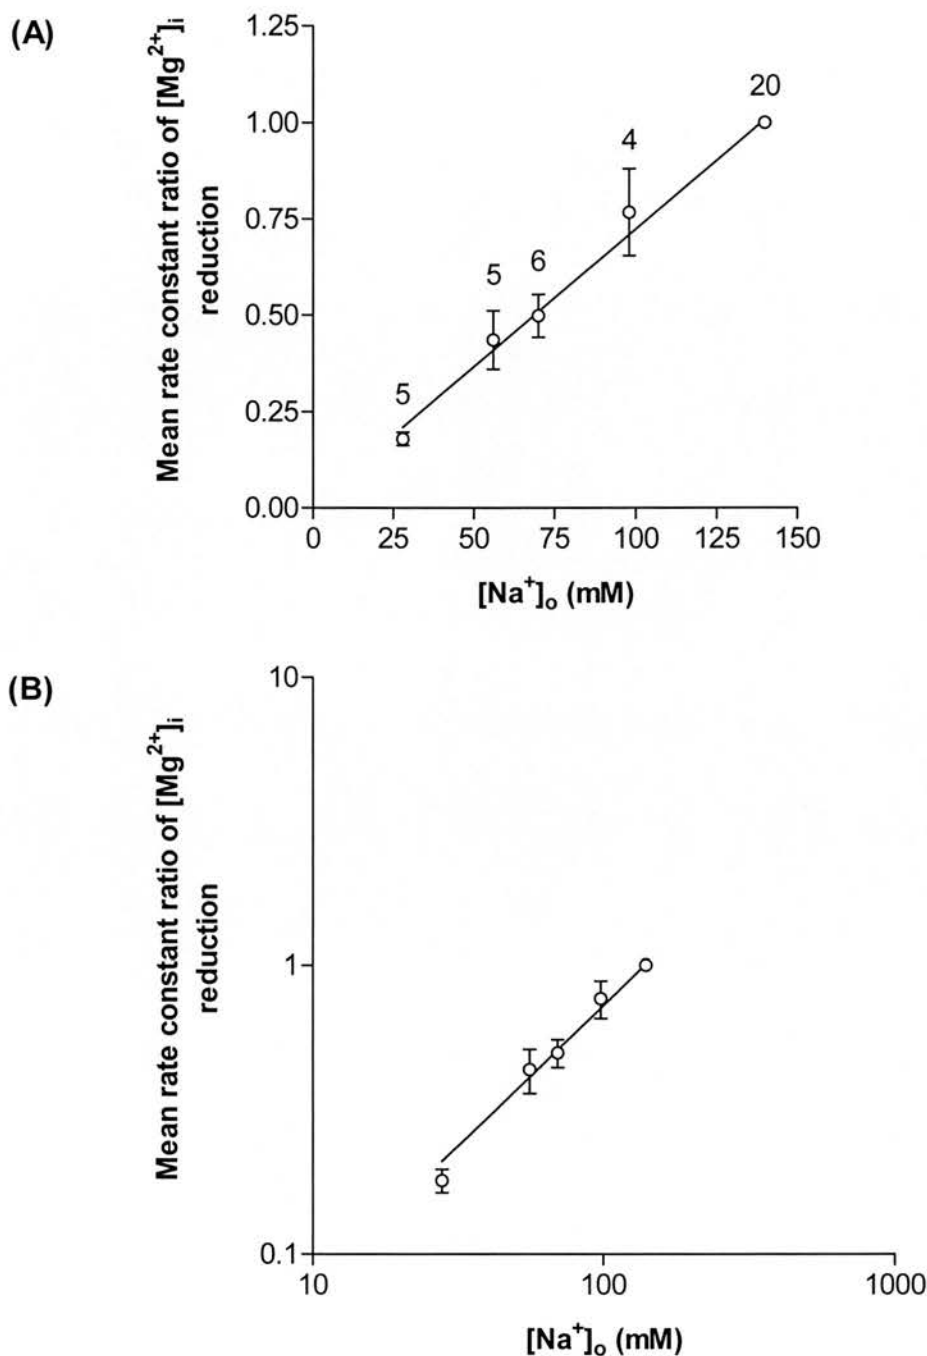 (A)
Mean rate constant ratio of [Mg²⁺]ᵢ
reduction
1.25
1.00
0.75
0.50
0.25
0.00
20
4
6
5
5
0 25 50 75 100 125 150
[Na⁺]ₒ (mM)
(B)
Mean rate constant ratio of [Mg²⁺]ᵢ
reduction
10
1
0.1
10 100 1000
[Na⁺]ₒ (mM)